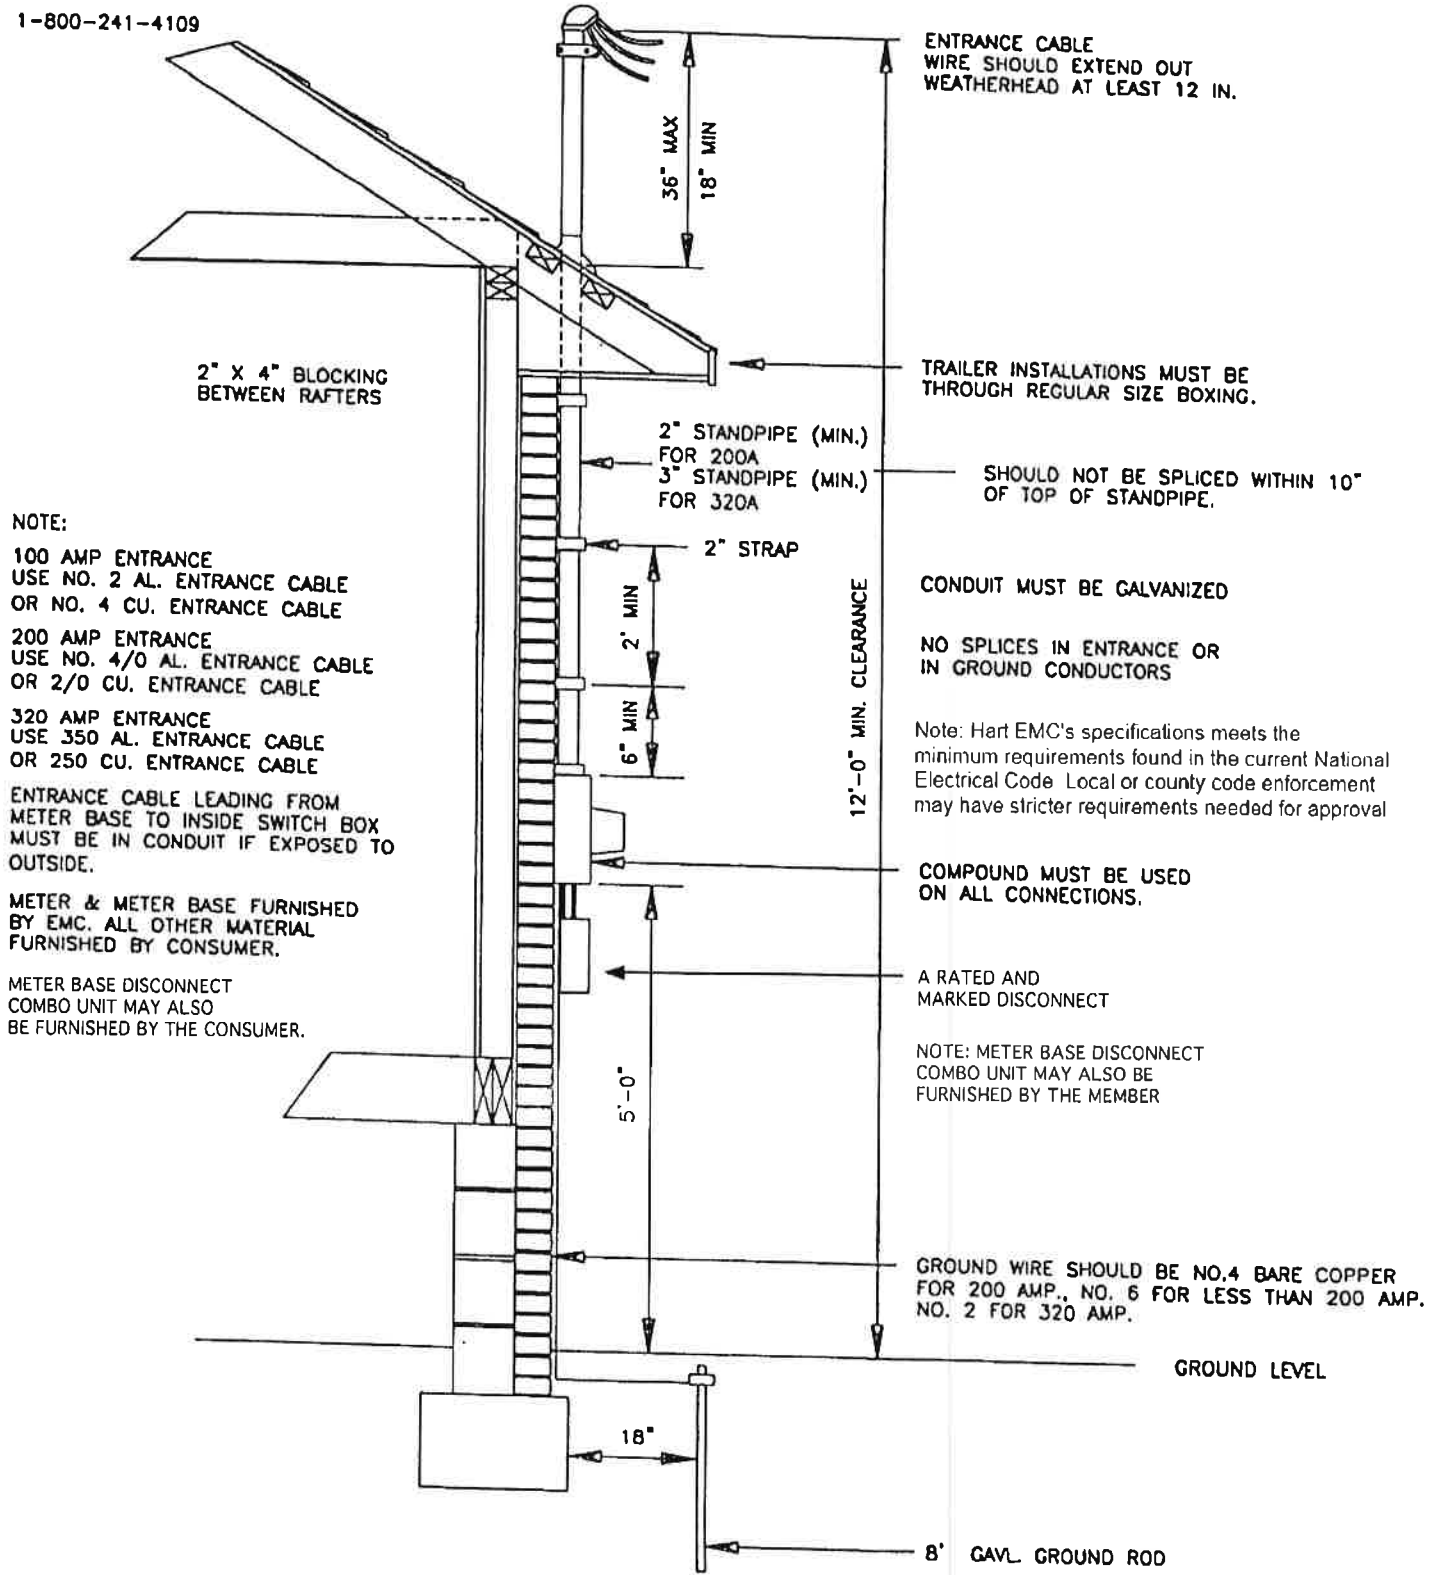 1-800-241-4109
ENTRANCE CABLE
WIRE SHOULD EXTEND OUT
WEATHERHEAD AT LEAST 12 IN.
36" MAX
18" MIN
2" X 4" BLOCKING
BETWEEN RAFTERS
TRAILER INSTALLATIONS MUST BE
THROUGH REGULAR SIZE BOXING.
2" STANDPIPE (MIN.)
FOR 200A
3" STANDPIPE (MIN.)
FOR 320A
SHOULD NOT BE SPLICED WITHIN 10"
OF TOP OF STANDPIPE.
2" STRAP
2' MIN
6" MIN
12'-0" MIN. CLEARANCE
NOTE:
100 AMP ENTRANCE
USE NO. 2 AL. ENTRANCE CABLE
OR NO. 4 CU. ENTRANCE CABLE
200 AMP ENTRANCE
USE NO. 4/0 AL. ENTRANCE CABLE
OR 2/0 CU. ENTRANCE CABLE
320 AMP ENTRANCE
USE 350 AL. ENTRANCE CABLE
OR 250 CU. ENTRANCE CABLE
ENTRANCE CABLE LEADING FROM
METER BASE TO INSIDE SWITCH BOX
MUST BE IN CONDUIT IF EXPOSED TO
OUTSIDE.
METER & METER BASE FURNISHED
BY EMC. ALL OTHER MATERIAL
FURNISHED BY CONSUMER.
METER BASE DISCONNECT
COMBO UNIT MAY ALSO
BE FURNISHED BY THE CONSUMER.
CONDUIT MUST BE GALVANIZED
NO SPLICES IN ENTRANCE OR
IN GROUND CONDUCTORS
Note: Hart EMC's specifications meets the
minimum requirements found in the current National
Electrical Code Local or county code enforcement
may have stricter requirements needed for approval
COMPOUND MUST BE USED
ON ALL CONNECTIONS.
A RATED AND
MARKED DISCONNECT
NOTE: METER BASE DISCONNECT
COMBO UNIT MAY ALSO BE
FURNISHED BY THE MEMBER
5'-0"
GROUND WIRE SHOULD BE NO.4 BARE COPPER
FOR 200 AMP., NO. 6 FOR LESS THAN 200 AMP.
NO. 2 FOR 320 AMP.
GROUND LEVEL
18"
8' GAVL. GROUND ROD